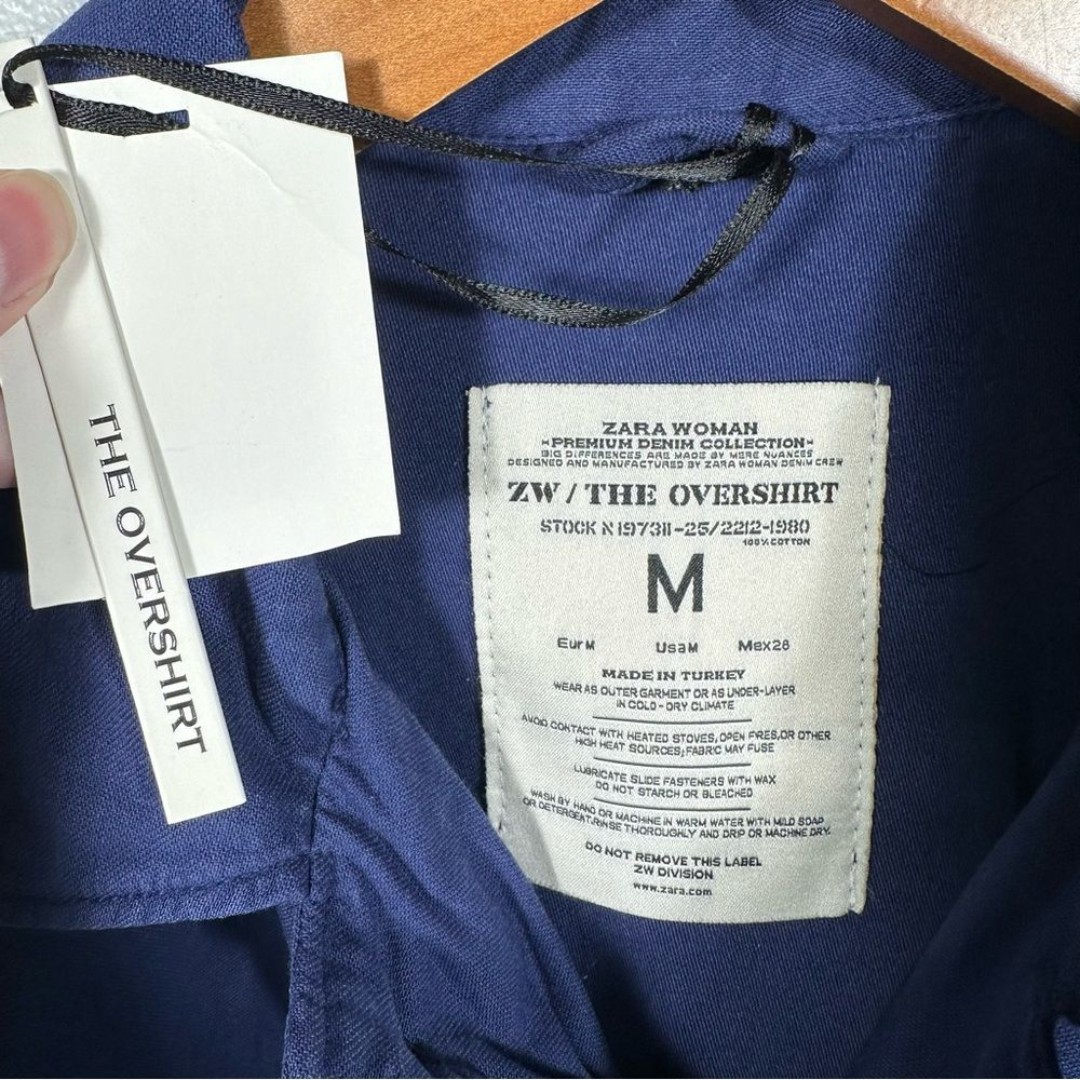 THE OVERSHIRT
ZARA WOMAN
-PREMIUM DENIM COLLECTION-
BIG DIFFERENCES ARE MADE BY MERE NUANCES
DESIGNED AND MANUFACTURED BY ZARA WOMAN DENIM CREW
ZW / THE OVERSHIRT
STOCK N197311-25/2212-1980
100% COTTON
M
Eur M Usa M Mex 28
MADE IN TURKEY
WEAR AS OUTER GARMENT OR AS UNDER-LAYER
IN COLD - DRY CLIMATE
AVOID CONTACT WITH HEATED STOVES, OPEN FIRES, OR OTHER
HIGH HEAT SOURCES; FABRIC MAY FUSE
LUBRICATE SLIDE FASTENERS WITH WAX
DO NOT STARCH OR BLEACHED
WASH BY HAND OR MACHINE IN WARM WATER WITH MILD SOAP
OR DETERGENT.RINSE THOROUGHLY AND DRIP OR MACHINE DRY.
DO NOT REMOVE THIS LABEL
ZW DIVISION
www.zara.com